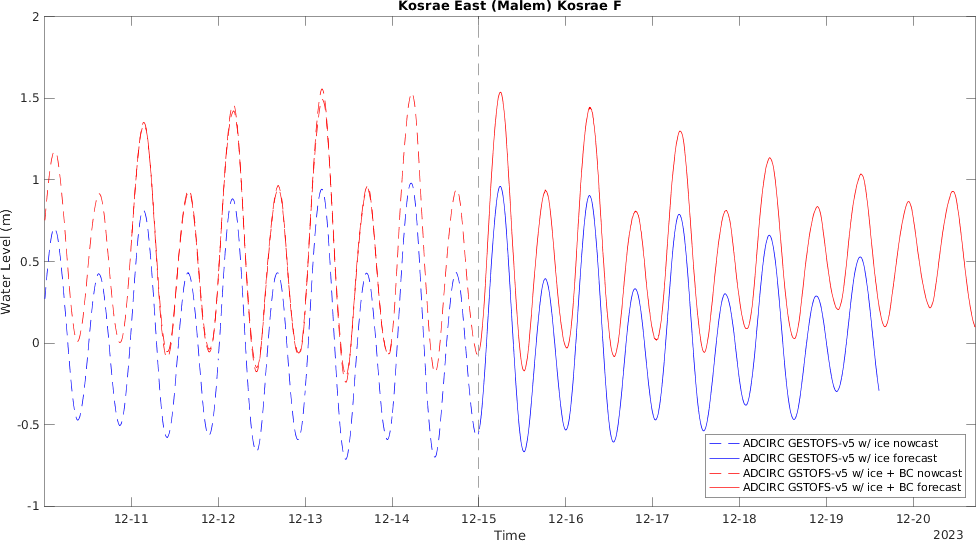 Kosrae East (Malem) Kosrae F
2
1.5
1
0.5
0
-0.5
-1
Water Level (m)
12-11 12-12 12-13 12-14 12-15 12-16 12-17 12-18 12-19 12-20
Time
2023
ADCIRC GESTOFS-v5 w/ ice nowcast
ADCIRC GESTOFS-v5 w/ ice forecast
ADCIRC GSTOFS-v5 w/ ice + BC nowcast
ADCIRC GSTOFS-v5 w/ ice + BC forecast